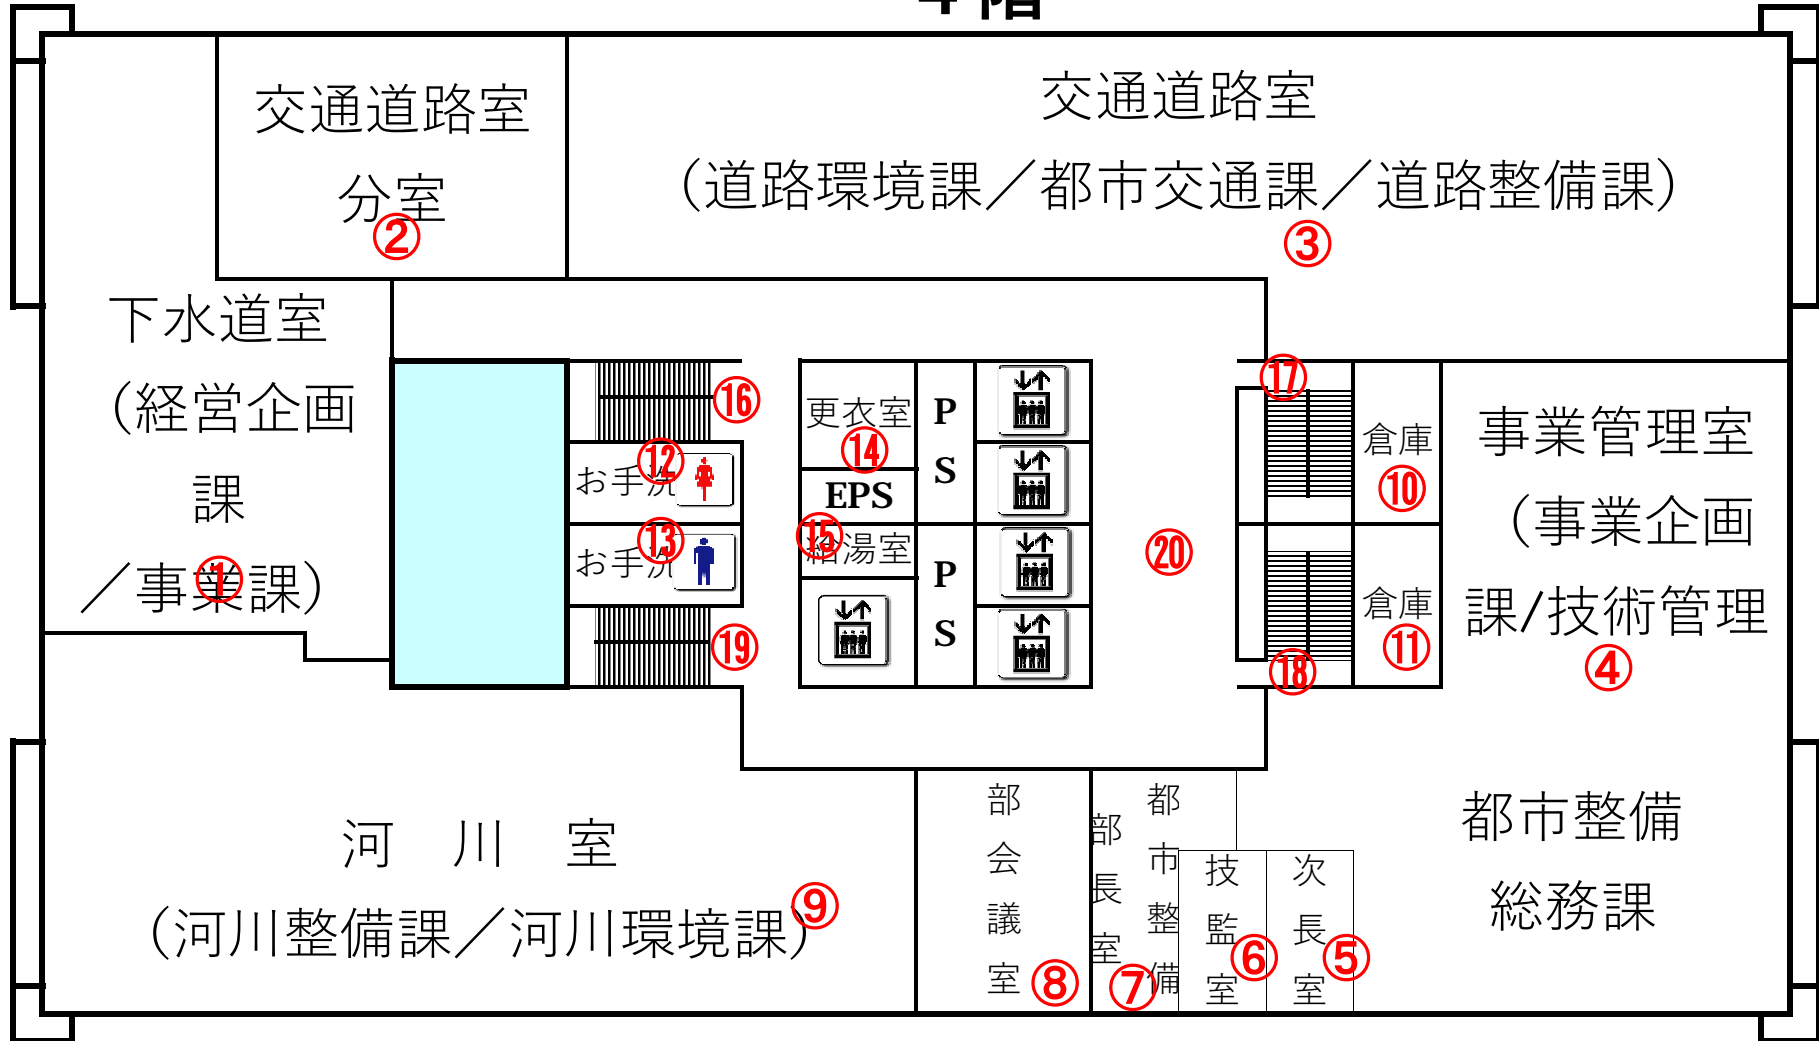 4階
交通道路室
分室
②
交通道路室
（道路環境課／都市交通課／道路整備課）
③
下水道室
（経営企画
課
／事業課）
①
⑯
お手洗
⑫
お手洗
⑬
⑲
更衣室
⑭
EPS
給湯室
⑮
P
S
P
S
⑳
⑰
⑱
倉庫
⑩
倉庫
⑪
事業管理室
（事業企画
課/技術管理
④
都市整備
総務課
河　川　室
（河川整備課／河川環境課）
⑨
部会議室
⑧
都市整備
部長室
⑦
技監室
⑥
次長室
⑤